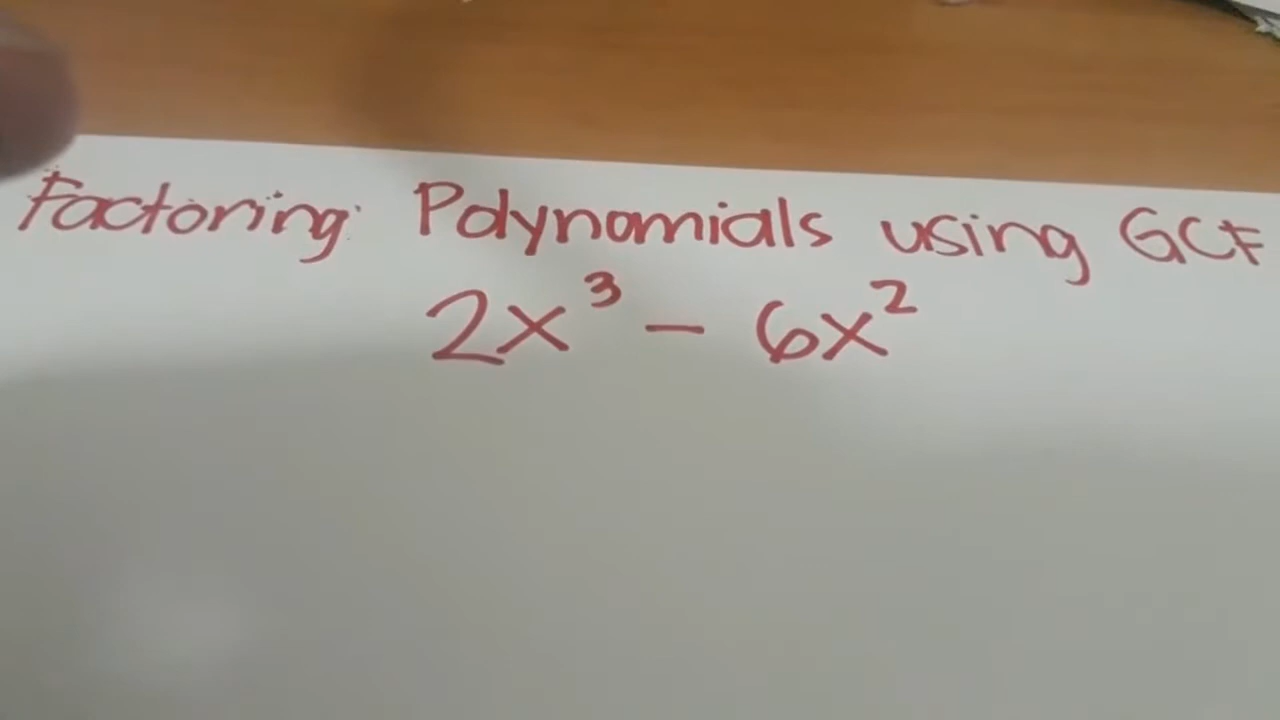 Factoring Polynomials using GCF
2x³ - 6x²